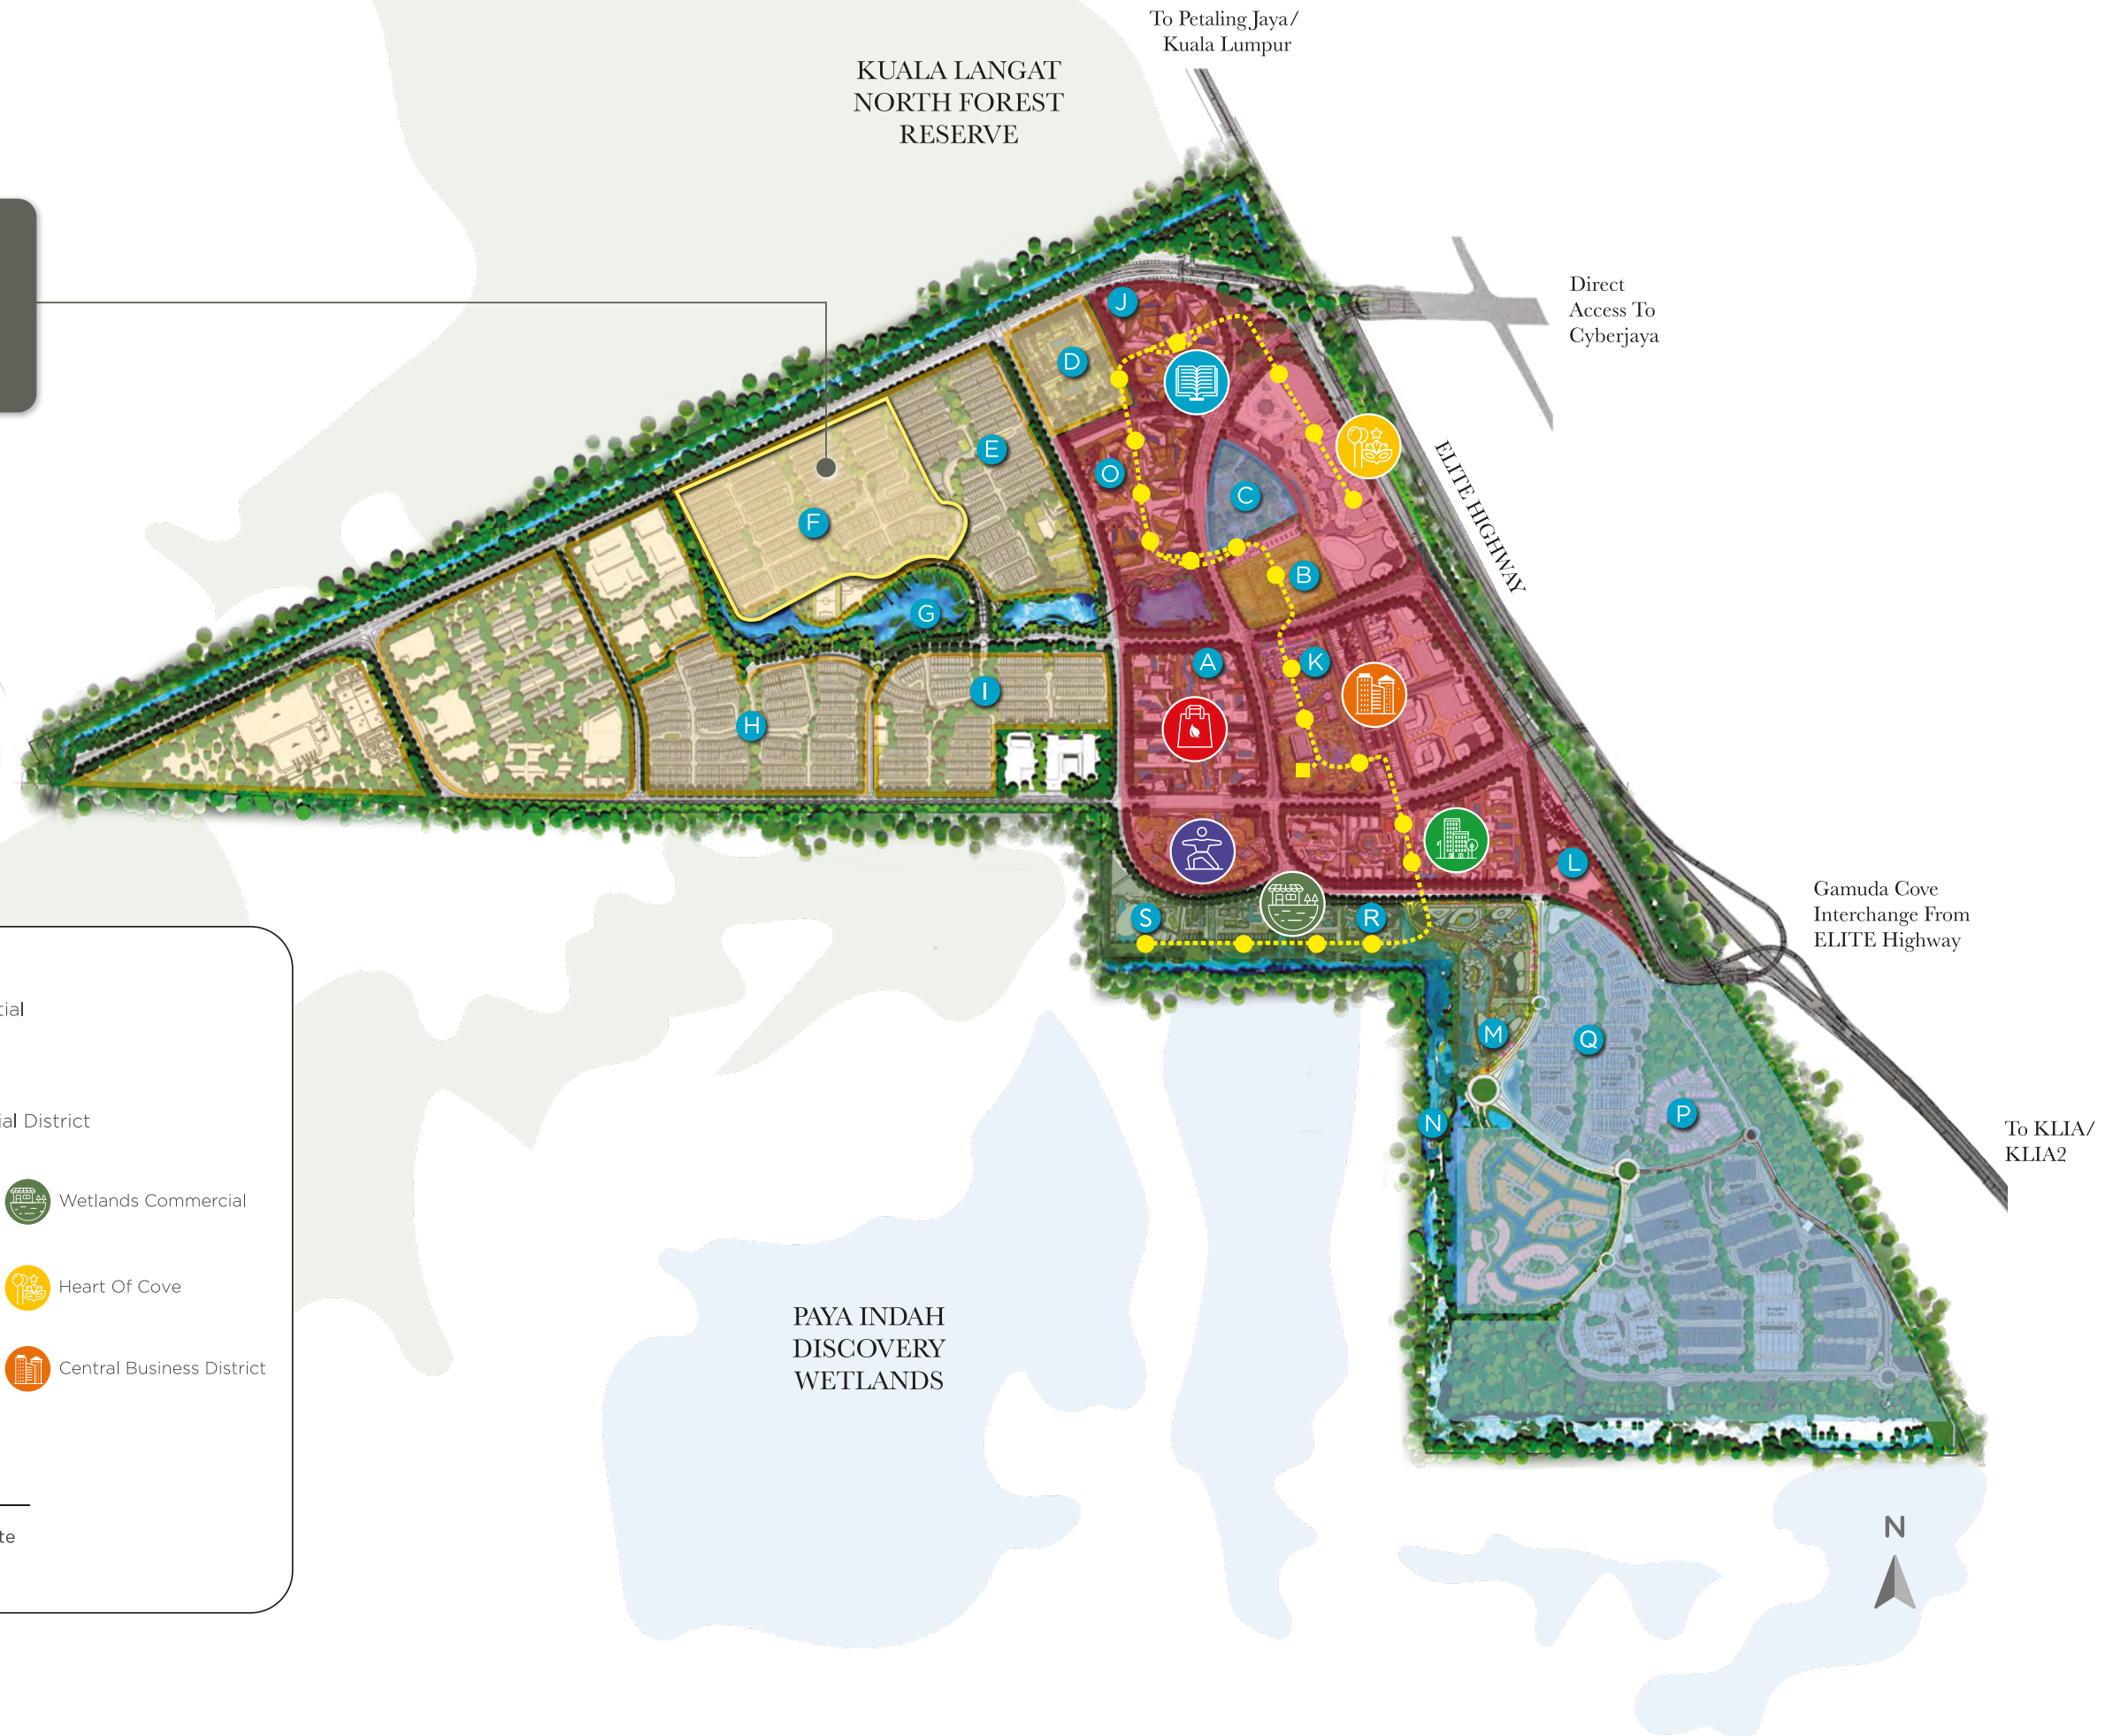 To Petaling Jaya/
Kuala Lumpur
KUALA LANGAT
NORTH FOREST
RESERVE
Direct
Access To
Cyberjaya
ELITE HIGHWAY
J
D
E
O
C
F
B
G
A
K
I
H
L
S
R
M
Q
P
N
Gamuda Cove
Interchange From
ELITE Highway
To KLIA/
KLIA2
tial
ial District
Wetlands Commercial
Heart Of Cove
Central Business District
te
PAYA INDAH
DISCOVERY
WETLANDS
N